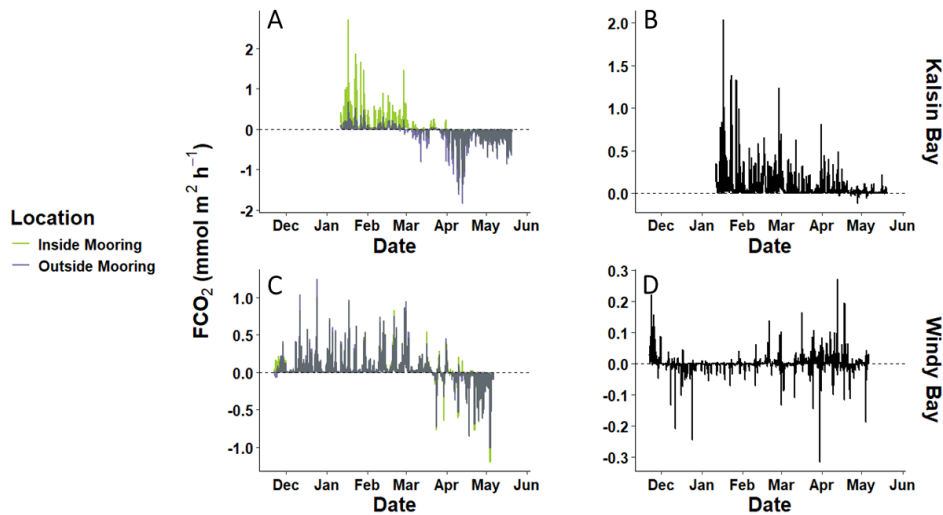 A
B
2
1
0
-1
-2
2.0
1.5
1.0
0.5
0.0
Dec Jan Feb Mar Apr May Jun
Date
Dec Jan Feb Mar Apr May Jun
Date
Kalsin Bay
Location
Inside Mooring
Outside Mooring
FCO₂ (mmol m² h⁻¹)
C
D
1.0
0.5
0.0
-0.5
-1.0
0.3
0.2
0.1
0.0
-0.1
-0.2
-0.3
Dec Jan Feb Mar Apr May Jun
Date
Dec Jan Feb Mar Apr May Jun
Date
Windy Bay